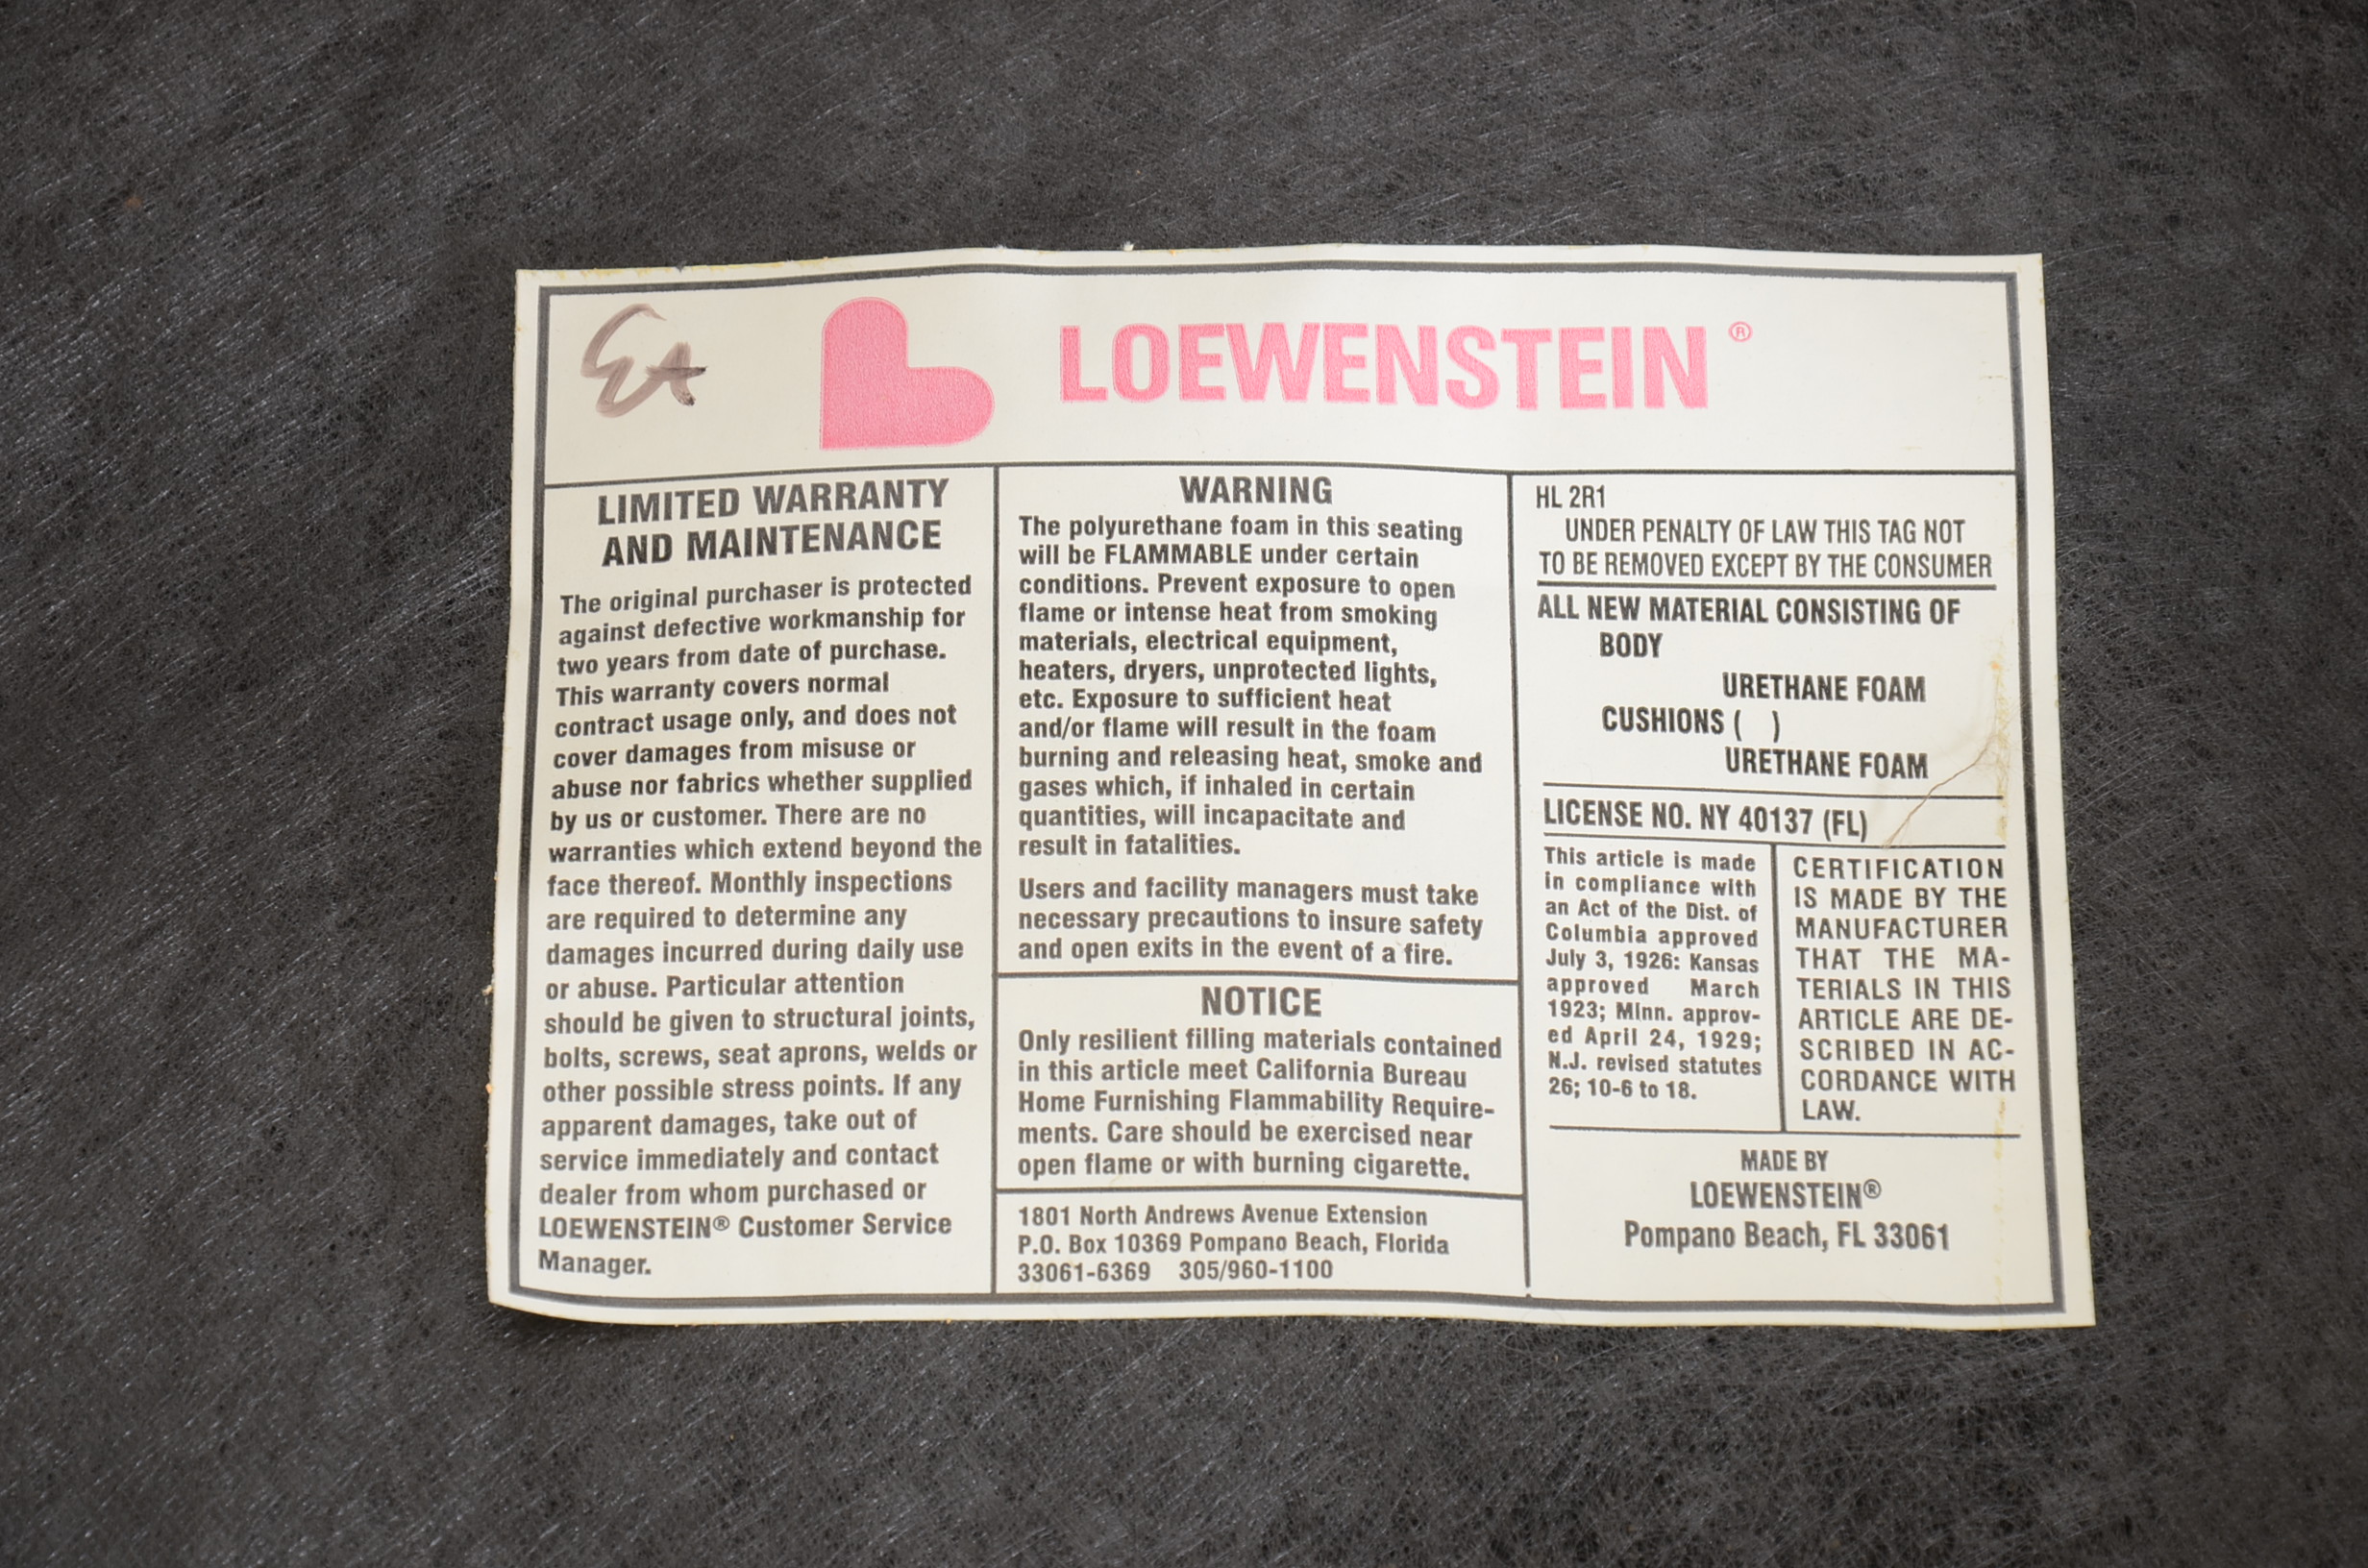 EA
LOEWENSTEIN®
LIMITED WARRANTY
AND MAINTENANCE
The original purchaser is protected
against defective workmanship for
two years from date of purchase.
This warranty covers normal
contract usage only, and does not
cover damages from misuse or
abuse nor fabrics whether supplied
by us or customer. There are no
warranties which extend beyond the
face thereof. Monthly inspections
are required to determine any
damages incurred during daily use
or abuse. Particular attention
should be given to structural joints,
bolts, screws, seat aprons, welds or
other possible stress points. If any
apparent damages, take out of
service immediately and contact
dealer from whom purchased or
LOEWENSTEIN® Customer Service
Manager.
WARNING
The polyurethane foam in this seating
will be FLAMMABLE under certain
conditions. Prevent exposure to open
flame or intense heat from smoking
materials, electrical equipment,
heaters, dryers, unprotected lights,
etc. Exposure to sufficient heat
and/or flame will result in the foam
burning and releasing heat, smoke and
gases which, if inhaled in certain
quantities, will incapacitate and
result in fatalities.
Users and facility managers must take
necessary precautions to insure safety
and open exits in the event of a fire.
NOTICE
Only resilient filling materials contained
in this article meet California Bureau
Home Furnishing Flammability Require-
ments. Care should be exercised near
open flame or with burning cigarette.
1801 North Andrews Avenue Extension
P.O. Box 10369 Pompano Beach, Florida
33061-6369 305/960-1100
HL 2R1
UNDER PENALTY OF LAW THIS TAG NOT
TO BE REMOVED EXCEPT BY THE CONSUMER
ALL NEW MATERIAL CONSISTING OF
BODY
URETHANE FOAM
CUSHIONS ( )
URETHANE FOAM
LICENSE NO. NY 40137 (FL)
This article is made
in compliance with
an Act of the Dist. of
Columbia approved
July 3, 1926: Kansas
approved March
1923; Minn. approv-
ed April 24, 1929;
N.J. revised statutes
26; 10-6 to 18.
CERTIFICATION
IS MADE BY THE
MANUFACTURER
THAT THE MA-
TERIALS IN THIS
ARTICLE ARE DE-
SCRIBED IN AC-
CORDANCE WITH
LAW.
MADE BY
LOEWENSTEIN®
Pompano Beach, FL 33061